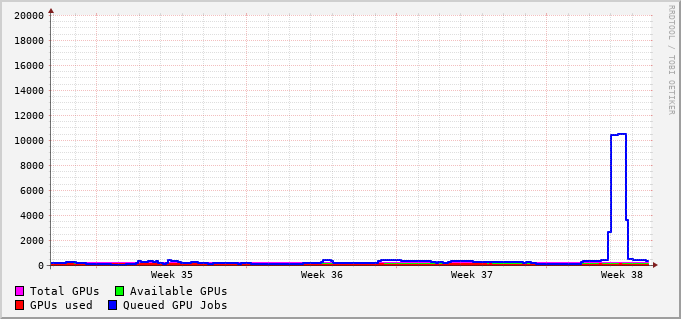 20000
18000
16000
14000
12000
10000
8000
6000
4000
2000
0
Week 35 Week 36 Week 37 Week 38
Total GPUs Available GPUs
GPUs used Queued GPU Jobs
RRDTOOL / TOBI OETIKER